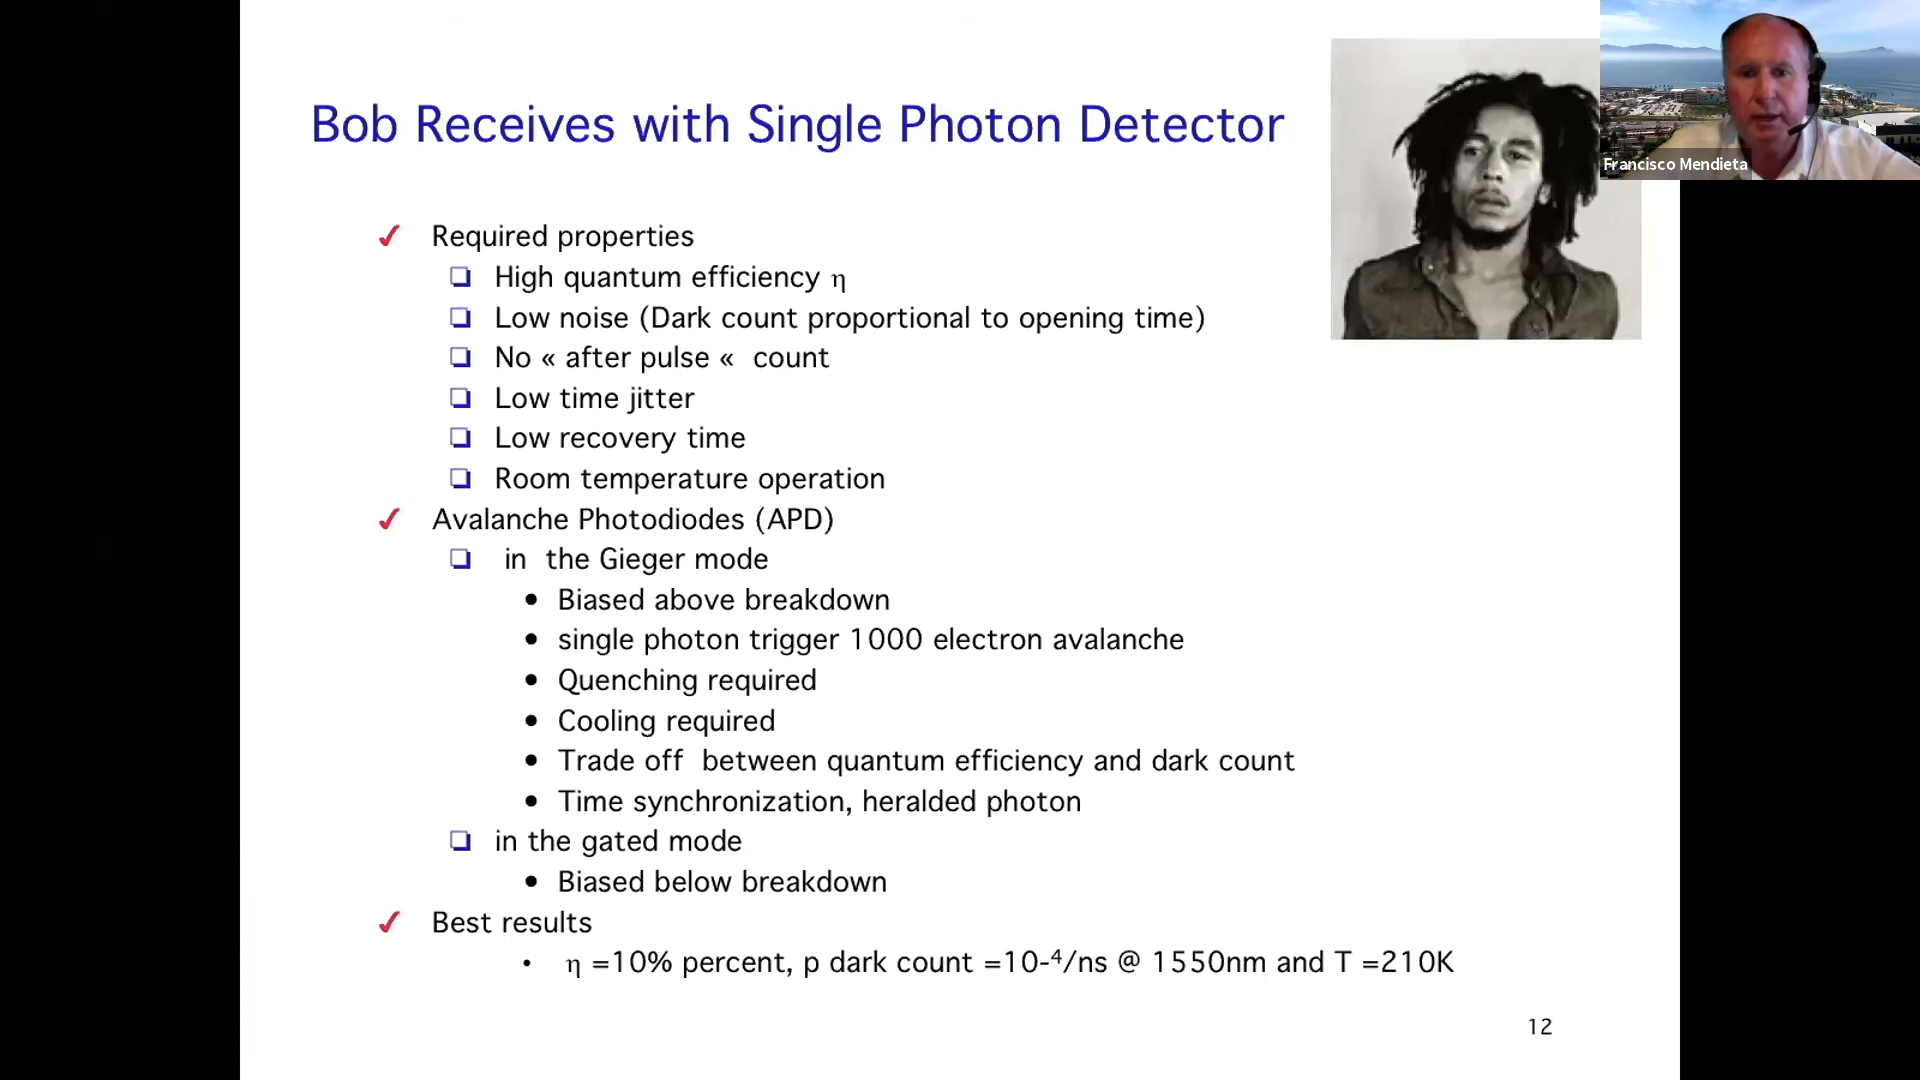 Bob Receives with Single Photon Detector
Francisco Mendieta
✓ Required properties
❏ High quantum efficiency η
❏ Low noise (Dark count proportional to opening time)
❏ No « after pulse « count
❏ Low time jitter
❏ Low recovery time
❏ Room temperature operation
✓ Avalanche Photodiodes (APD)
❏ in the Gieger mode
• Biased above breakdown
• single photon trigger 1000 electron avalanche
• Quenching required
• Cooling required
• Trade off between quantum efficiency and dark count
• Time synchronization, heralded photon
❏ in the gated mode
• Biased below breakdown
✓ Best results
• η =10% percent, p dark count =10-⁴/ns @ 1550nm and T =210K
12